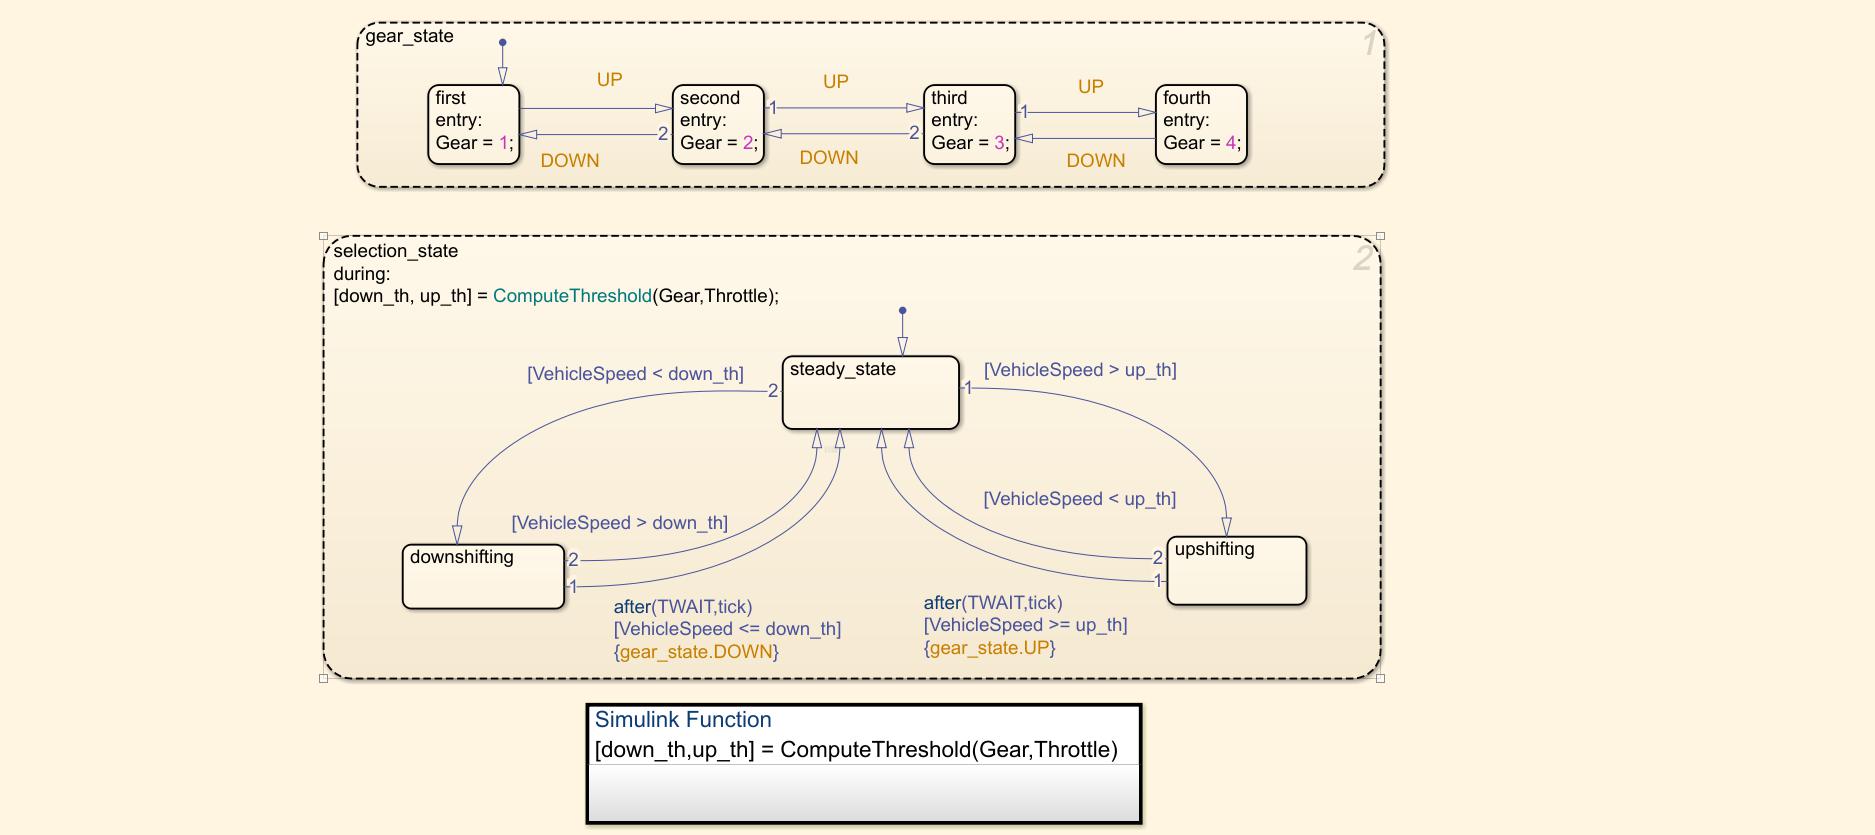 gear_state
1
UP
UP
UP
first
entry:
Gear = 1;
second
entry:
Gear = 2;
third
entry:
Gear = 3;
fourth
entry:
Gear = 4;
1
2
1
2
1
DOWN
DOWN
DOWN
selection_state
2
during:
[down_th, up_th] = ComputeThreshold(Gear,Throttle);
[VehicleSpeed < down_th]
2
steady_state
1
[VehicleSpeed > up_th]
[VehicleSpeed > down_th]
[VehicleSpeed < up_th]
downshifting
2
1
upshifting
2
1
after(TWAIT,tick)
[VehicleSpeed <= down_th]
{gear_state.DOWN}
after(TWAIT,tick)
[VehicleSpeed >= up_th]
{gear_state.UP}
Simulink Function
[down_th,up_th] = ComputeThreshold(Gear,Throttle)